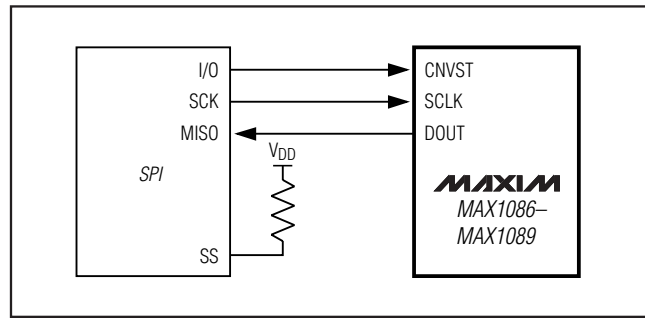 I/O
SCK
MISO
SPI
SS
VDD
CNVST
SCLK
DOUT
MAXIM
MAX1086–
MAX1089